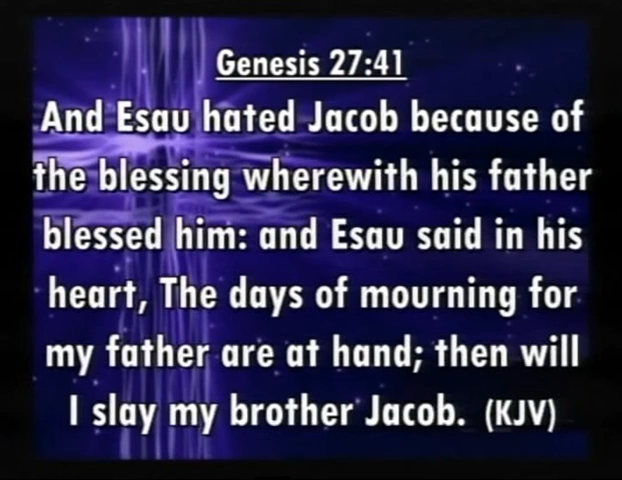 Genesis 27:41
And Esau hated Jacob because of
the blessing wherewith his father
blessed him: and Esau said in his
heart, The days of mourning for
my father are at hand; then will
I slay my brother Jacob. (KJV)